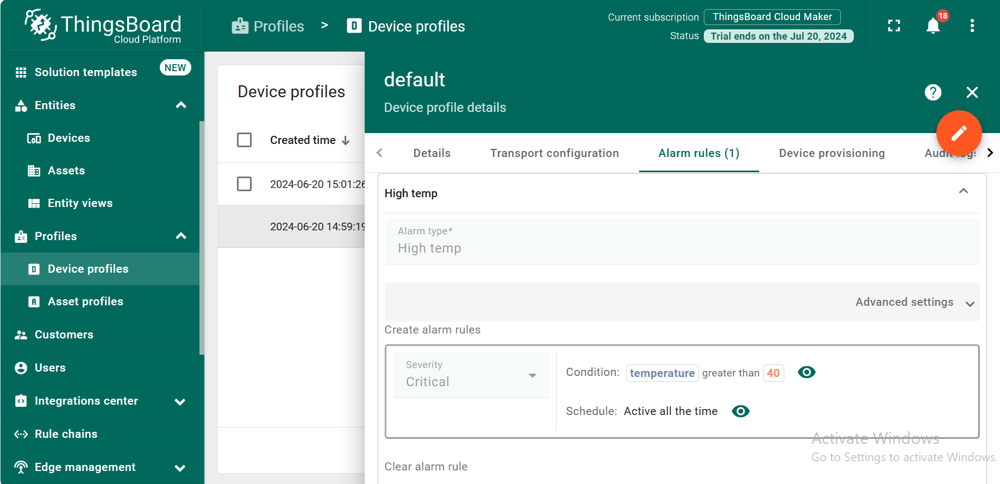 ThingsBoard
Cloud Platform
Profiles > D Device profiles
Current subscription ThingsBoard Cloud Maker
Status Trial ends on the Jul 20, 2024
18
Solution templates NEW
Entities
Devices
Assets
Entity views
Profiles
D Device profiles
A Asset profiles
Customers
Users
Integrations center
Rule chains
Edge management
Device profiles
Created time
2024-06-20 15:01:26
2024-06-20 14:59:19
default
Device profile details
?
Details Transport configuration Alarm rules (1) Device provisioning Audit logs
High temp
Alarm type*
High temp
Advanced settings
Create alarm rules
Severity
Critical
Condition: temperature greater than 40
Schedule: Active all the time
Clear alarm rule
Activate Windows
Go to Settings to activate Windows.